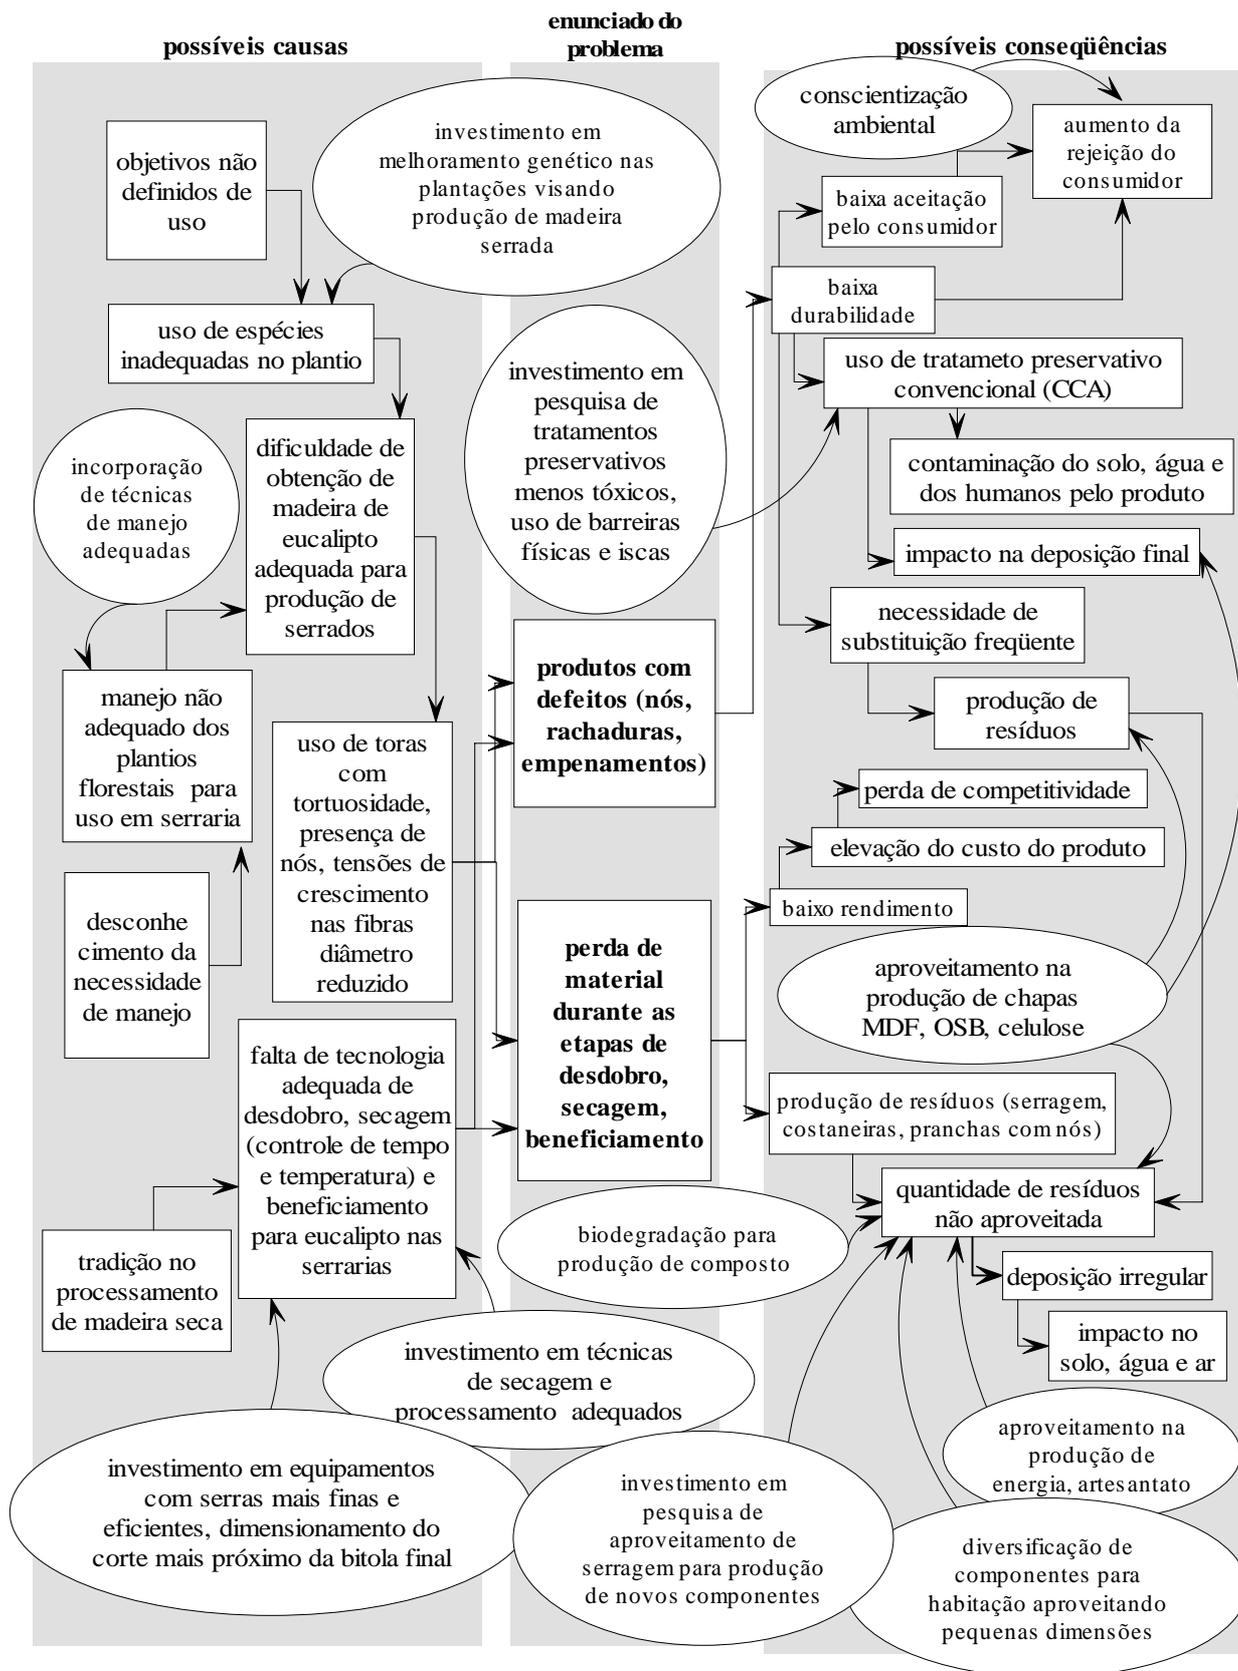 possíveis causas
enunciado do
problema
possíveis conseqüências
objetivos não
definidos de
uso
investimento em
melhoramento genético nas
plantações visando
produção de madeira
serrada
uso de espécies
inadequadas no plantio
incorporação
de técnicas
de manejo
adequadas
dificuldade de
obtenção de
madeira de
eucalipto
adequada para
produção de
serrados
manejo não
adequado dos
plantios
florestais para
uso em serraria
uso de toras
com
tortuosidade,
presença de
nós, tensões de
crescimento
nas fibras
diâmetro
reduzido
desconhe
cimento da
necessidade
de manejo
falta de tecnologia
adequada de
desdobro, secagem
(controle de tempo
e temperatura) e
beneficiamento
para eucalipto nas
serrarias
tradição no
processamento
de madeira seca
investimento em técnicas
de secagem e
processamento adequados
investimento em equipamentos
com serras mais finas e
eficientes, dimensionamento do
corte mais próximo da bitola final
investimento em
pesquisa de
tratamentos
preservativos
menos tóxicos,
uso de barreiras
físicas e iscas
produtos com
defeitos (nós,
rachaduras,
empenamentos)
perda de
material
durante as
etapas de
desdobro,
secagem,
beneficiamento
biodegradação para
produção de composto
investimento em
pesquisa de
aproveitamento de
serragem para produção
de novos componentes
conscientização
ambiental
aumento da
rejeição do
consumidor
baixa aceitação
pelo consumidor
baixa
durabilidade
uso de tratameto preservativo
convencional (CCA)
contaminação do solo, água e
dos humanos pelo produto
impacto na deposição final
necessidade de
substituição freqüente
produção de
resíduos
perda de competitividade
elevação do custo do produto
baixo rendimento
aproveitamento na
produção de chapas
MDF, OSB, celulose
produção de resíduos (serragem,
costaneiras, pranchas com nós)
quantidade de resíduos
não aproveitada
deposição irregular
impacto no
solo, água e ar
aproveitamento na
produção de
energia, artesantato
diversificação de
componentes para
habitação aproveitando
pequenas dimensões